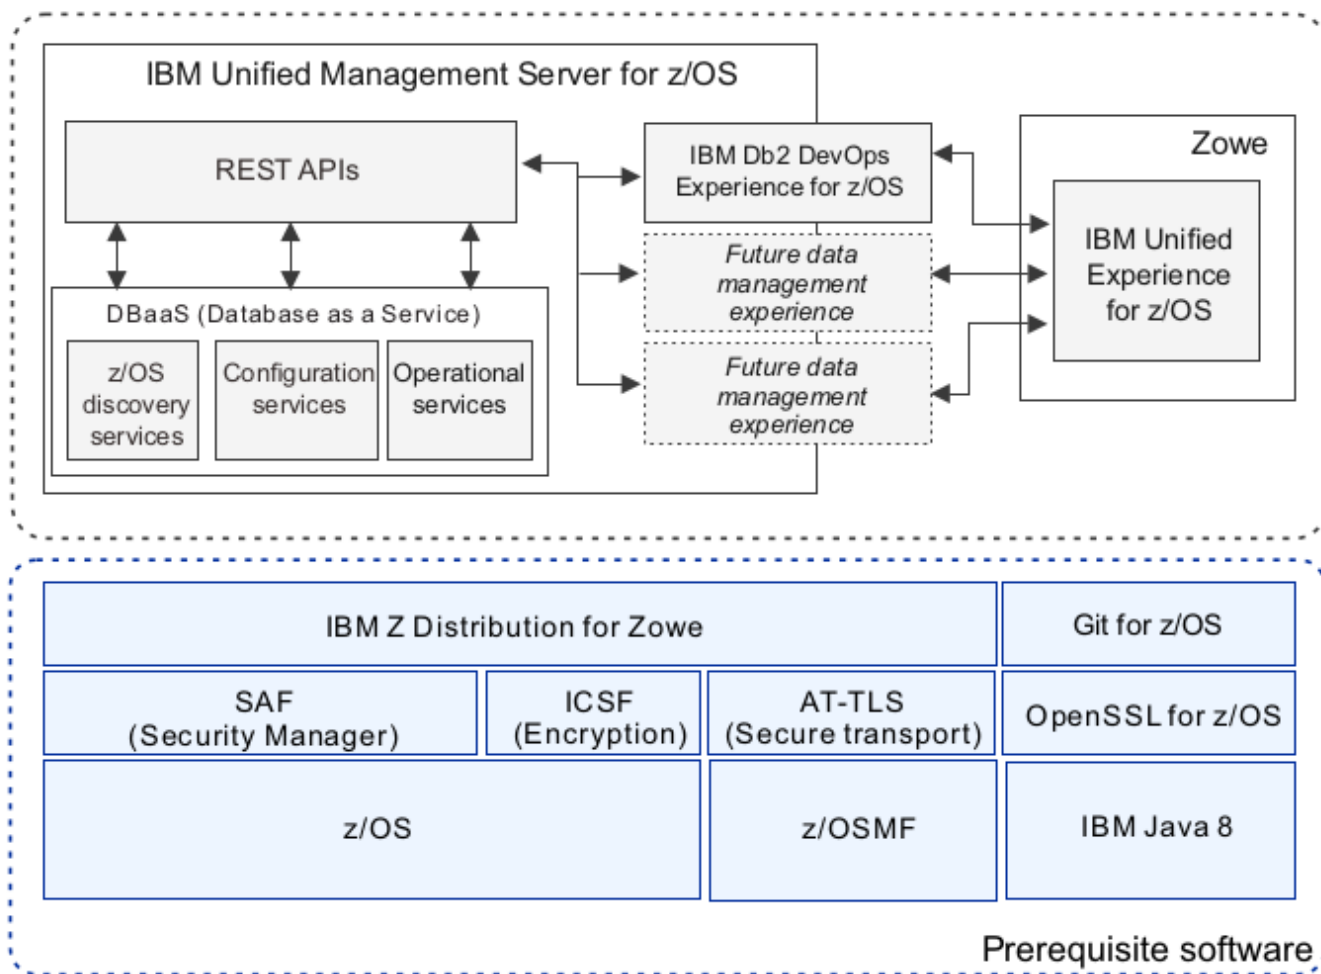 IBM Unified Management Server for z/OS
REST APIs
IBM Db2 DevOps
Experience for z/OS
Zowe
IBM Unified
Experience
for z/OS
Future data
management
experience
Future data
management
experience
DBaaS (Database as a Service)
z/OS
discovery
services
Configuration
services
Operational
services
IBM Z Distribution for Zowe
Git for z/OS
SAF
(Security Manager)
ICSF
(Encryption)
AT-TLS
(Secure transport)
OpenSSL for z/OS
z/OS
z/OSMF
IBM Java 8
Prerequisite software